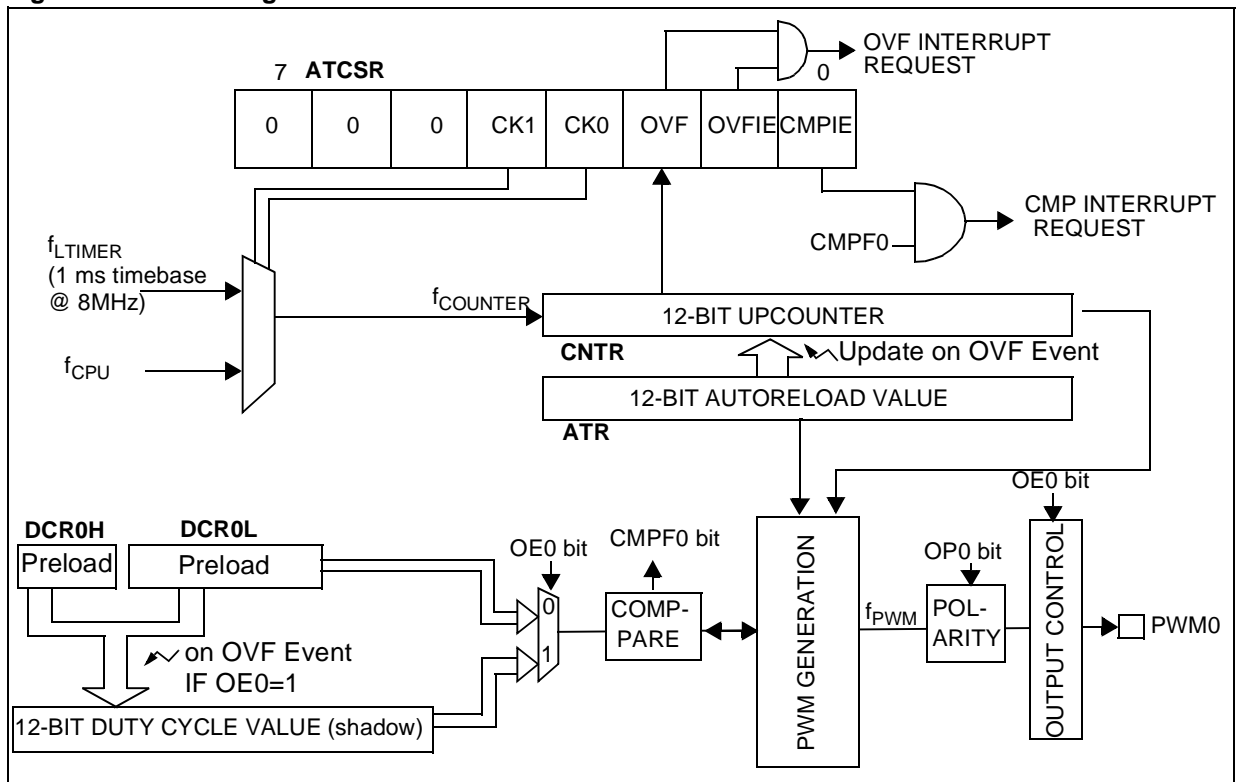 7 ATCSR 0
OVF INTERRUPT
REQUEST
0 0 0 CK1 CK0 OVF OVFIE CMPIE
CMP INTERRUPT
REQUEST
CMPF0
fLTIMER
(1 ms timebase
@ 8MHz)
fCOUNTER
12-BIT UPCOUNTER
CNTR
Update on OVF Event
fCPU
12-BIT AUTORELOAD VALUE
ATR
OE0 bit
DCR0H DCR0L
Preload Preload
OE0 bit
CMPF0 bit
OP0 bit
0
1
COMP-
PARE
PWM GENERATION
fPWM
POL-
ARITY
OUTPUT CONTROL
PWM0
on OVF Event
IF OE0=1
12-BIT DUTY CYCLE VALUE (shadow)